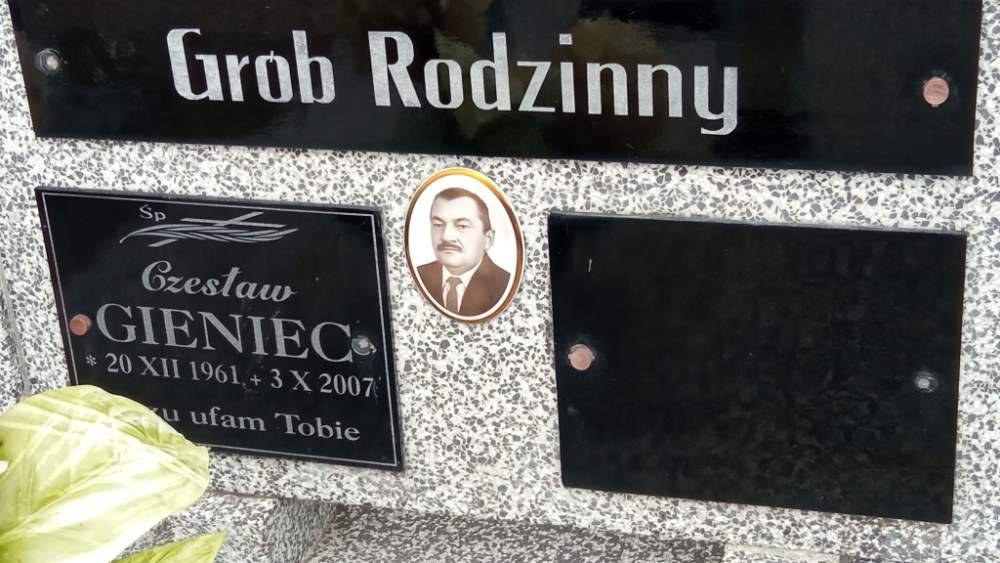 Grób Rodzinny
Śp
Czesław
GIENIEC
* 20 XII 1961 + 3 X 2007
ufam Tobie